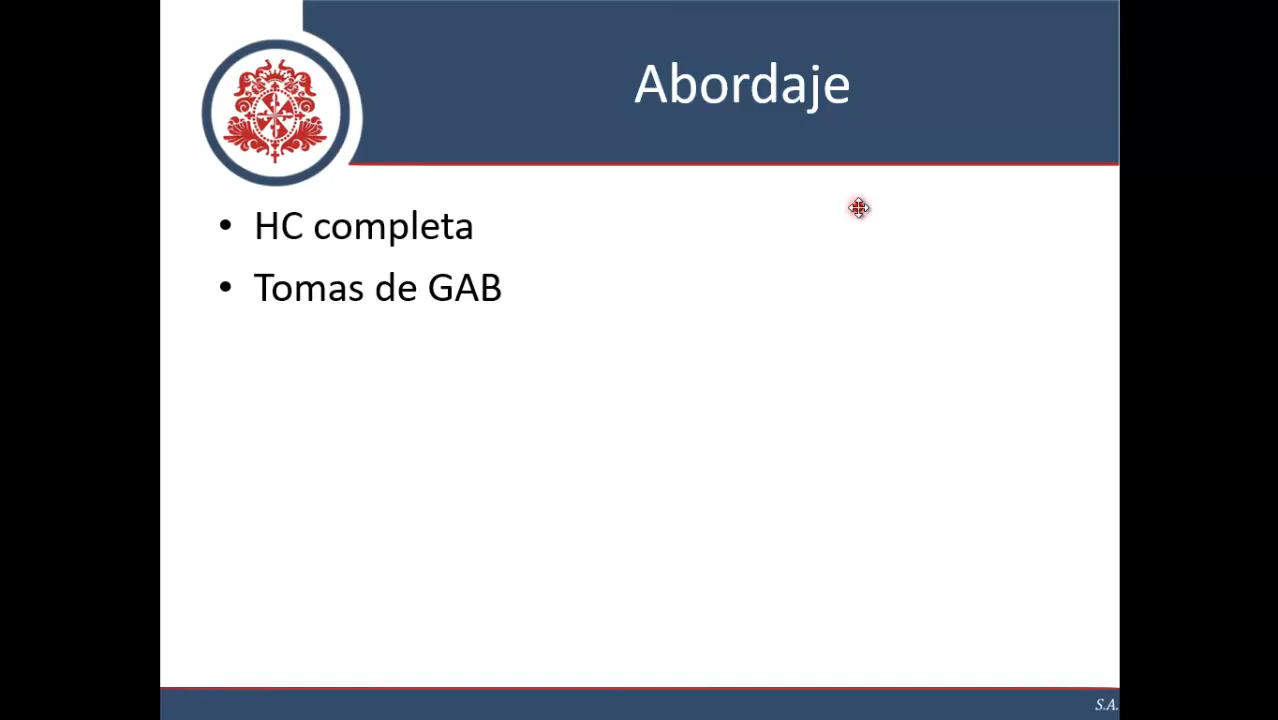 Abordaje
• HC completa
• Tomas de GAB
S.A.